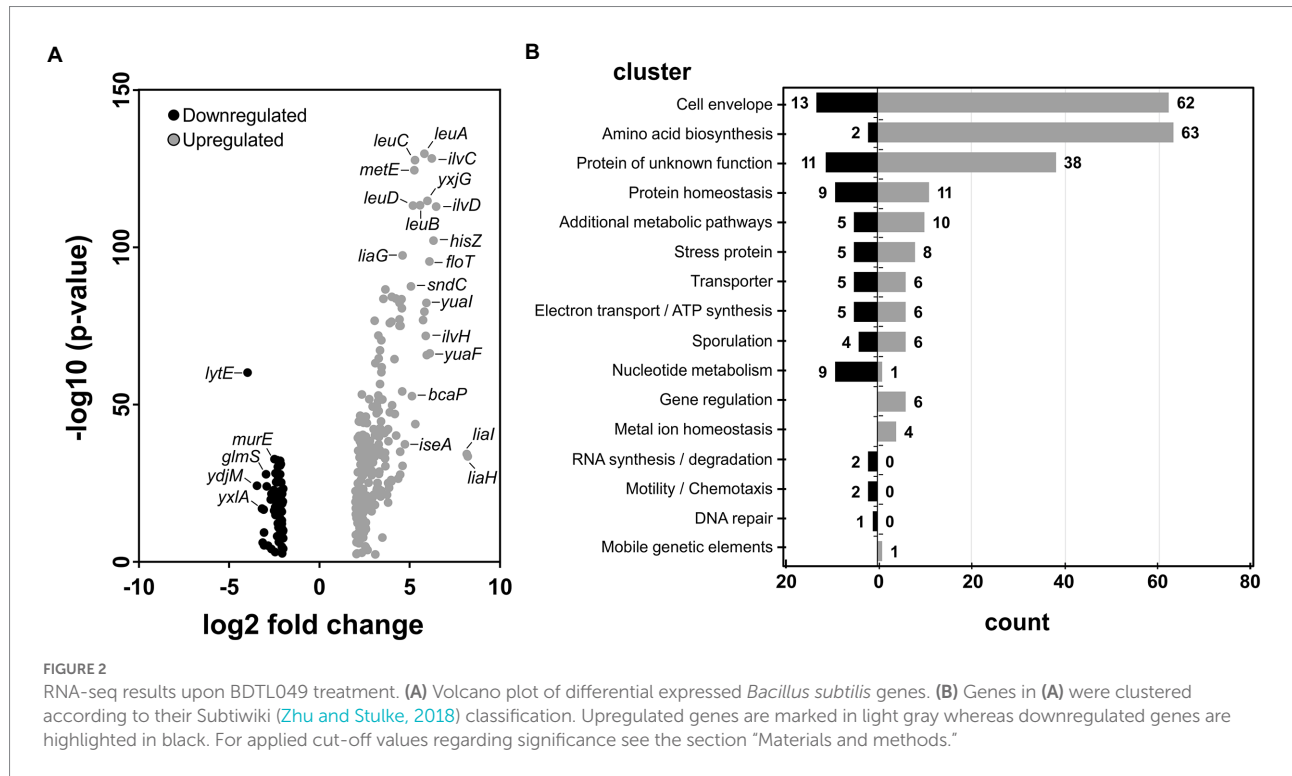 A
150
100
50
0
-log10 (p-value)
-10
-5
0
5
10
log2 fold change
Downregulated
Upregulated
leuC
leuA
ilvC
metE
yxjG
leuD
ilvD
leuB
hisZ
liaG
floT
sndC
yuaI
ilvH
yuaF
lytE
bcaP
iseA
liaI
liaH
murE
glmS
ydjM
yxlA
B
cluster
Cell envelope 13 62
Amino acid biosynthesis 2 63
Protein of unknown function 11 38
Protein homeostasis 9 11
Additional metabolic pathways 5 10
Stress protein 5 8
Transporter 5 6
Electron transport / ATP synthesis 5 6
Sporulation 4 6
Nucleotide metabolism 9 1
Gene regulation 6
Metal ion homeostasis 4
RNA synthesis / degradation 2 0
Motility / Chemotaxis 2 0
DNA repair 1 0
Mobile genetic elements 1
20 0 20 40 60 80
count
FIGURE 2
RNA-seq results upon BDTL049 treatment. (A) Volcano plot of differential expressed Bacillus subtilis genes. (B) Genes in (A) were clustered
according to their Subtiwiki (Zhu and Stulke, 2018) classification. Upregulated genes are marked in light gray whereas downregulated genes are
highlighted in black. For applied cut-off values regarding significance see the section “Materials and methods.”